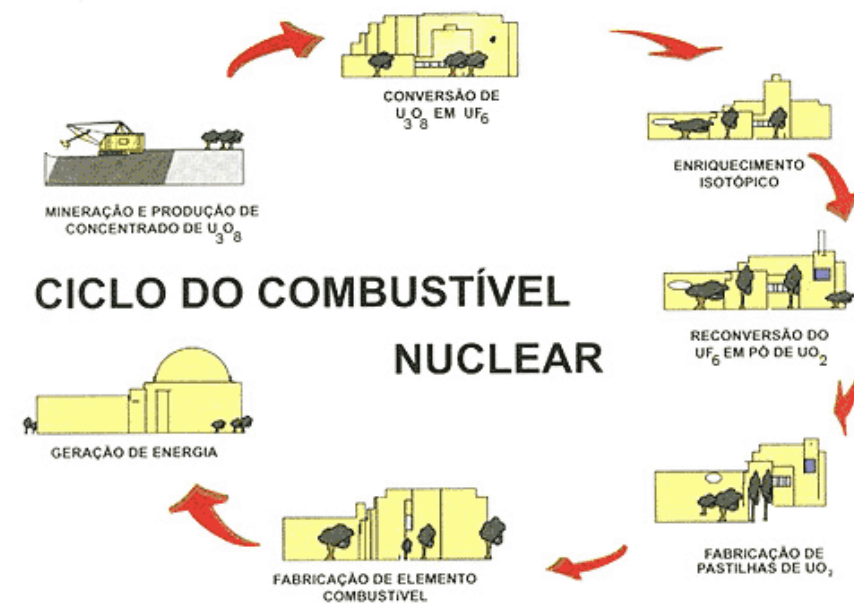 CONVERSÃO DE
U3O8 EM UF6
ENRIQUECIMENTO
ISOTÓPICO
MINERAÇÃO E PRODUÇÃO DE
CONCENTRADO DE U3O8
CICLO DO COMBUSTÍVEL
NUCLEAR
RECONVERSÃO DO
UF6 EM PÓ DE UO2
GERAÇÃO DE ENERGIA
FABRICAÇÃO DE
PASTILHAS DE UO2
FABRICAÇÃO DE ELEMENTO
COMBUSTíVEL